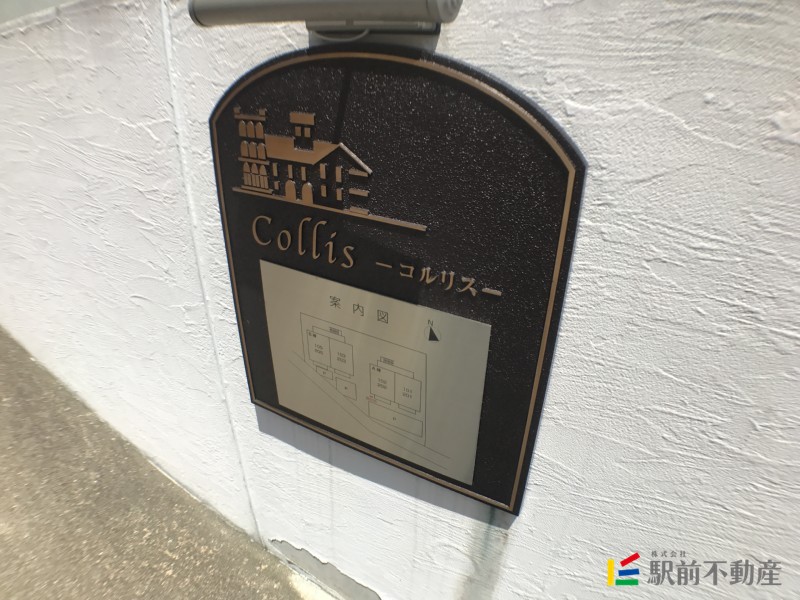 Collis ーコルリスー
案内図
N
株式会社
駅前不動産